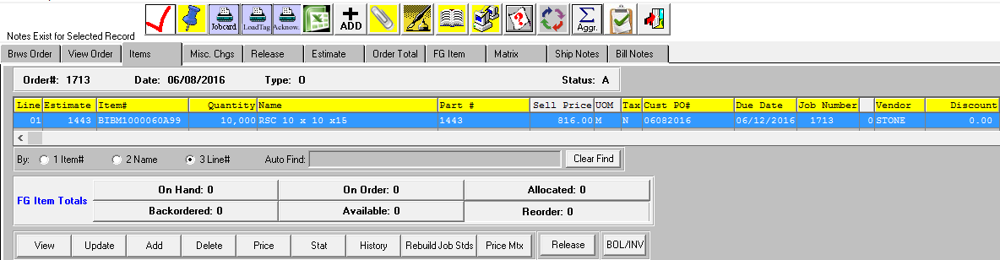 Jobcard LoadTag Acknow. ADD Σ Aggr.
Notes Exist for Selected Record
Brws Order View Order Items Misc. Chgs Release Estimate Order Total FG Item Matrix Ship Notes Bill Notes
Order#: 1713 Date: 06/08/2016 Type: O Status: A
Line Estimate Item# Quantity Name Part # Sell Price UOM Tax Cust PO# Due Date Job Number Vendor Discount
01 1443 BIBM1000060A99 10,000 RSC 10 x 10 x15 1443 816.00 M N 06082016 06/12/2016 1713 0 STONE 0.00
By: 1 Item# 2 Name 3 Line# Auto Find: Clear Find
FG Item Totals
On Hand: 0 On Order: 0 Allocated: 0
Backordered: 0 Available: 0 Reorder: 0
View Update Add Delete Price Stat History Rebuild Job Stds Price Mtx Release BOL/INV